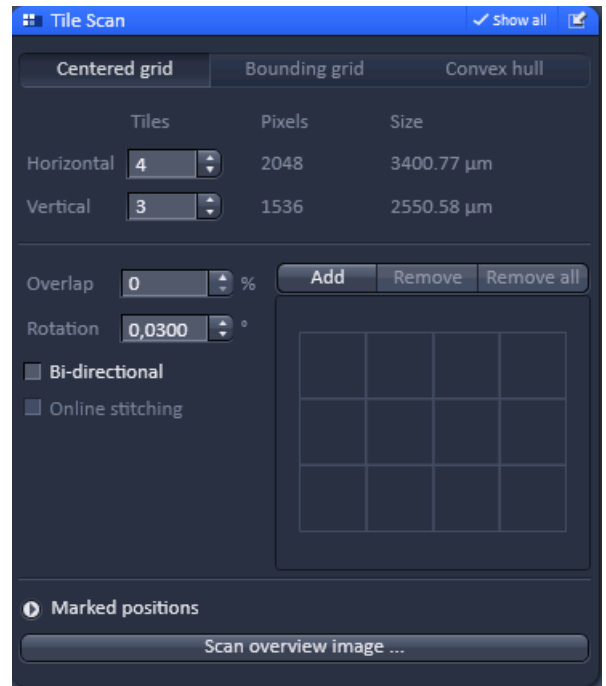 Tile Scan Show all
Centered grid Bounding grid Convex hull
Tiles Pixels Size
Horizontal 4 2048 3400.77 µm
Vertical 3 1536 2550.58 µm
Overlap 0 % Add Remove Remove all
Rotation 0,0300 °
Bi-directional
Online stitching
Marked positions
Scan overview image ...